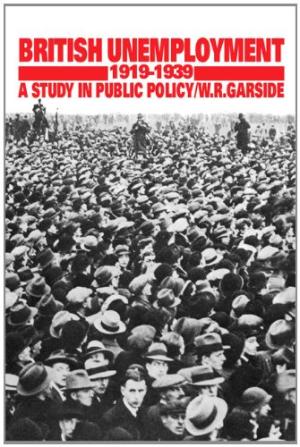 BRITISH UNEMPLOYMENT
1919-1939
A STUDY IN PUBLIC POLICY/W.R.GARSIDE